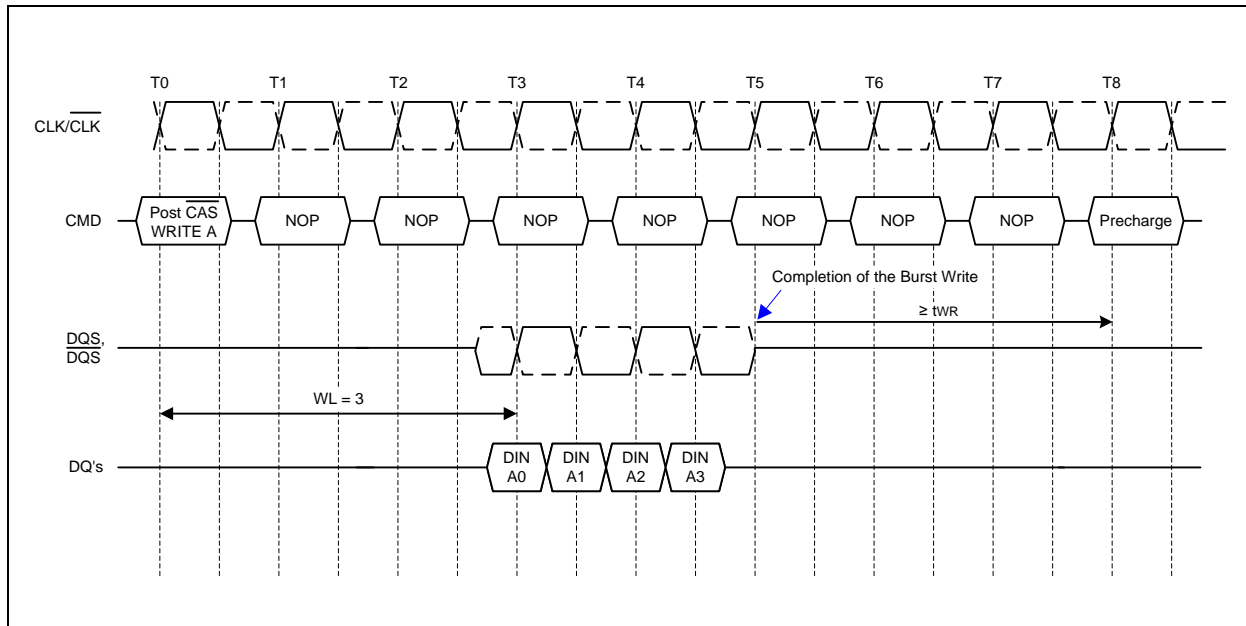 T0 T1 T2 T3 T4 T5 T6 T7 T8
CLK/CLK
CMD
Post CAS
WRITE A
NOP NOP NOP NOP NOP NOP NOP Precharge
Completion of the Burst Write
≥ tWR
DQS,
DQS
WL = 3
DQ's
DIN DIN DIN DIN
A0 A1 A2 A3